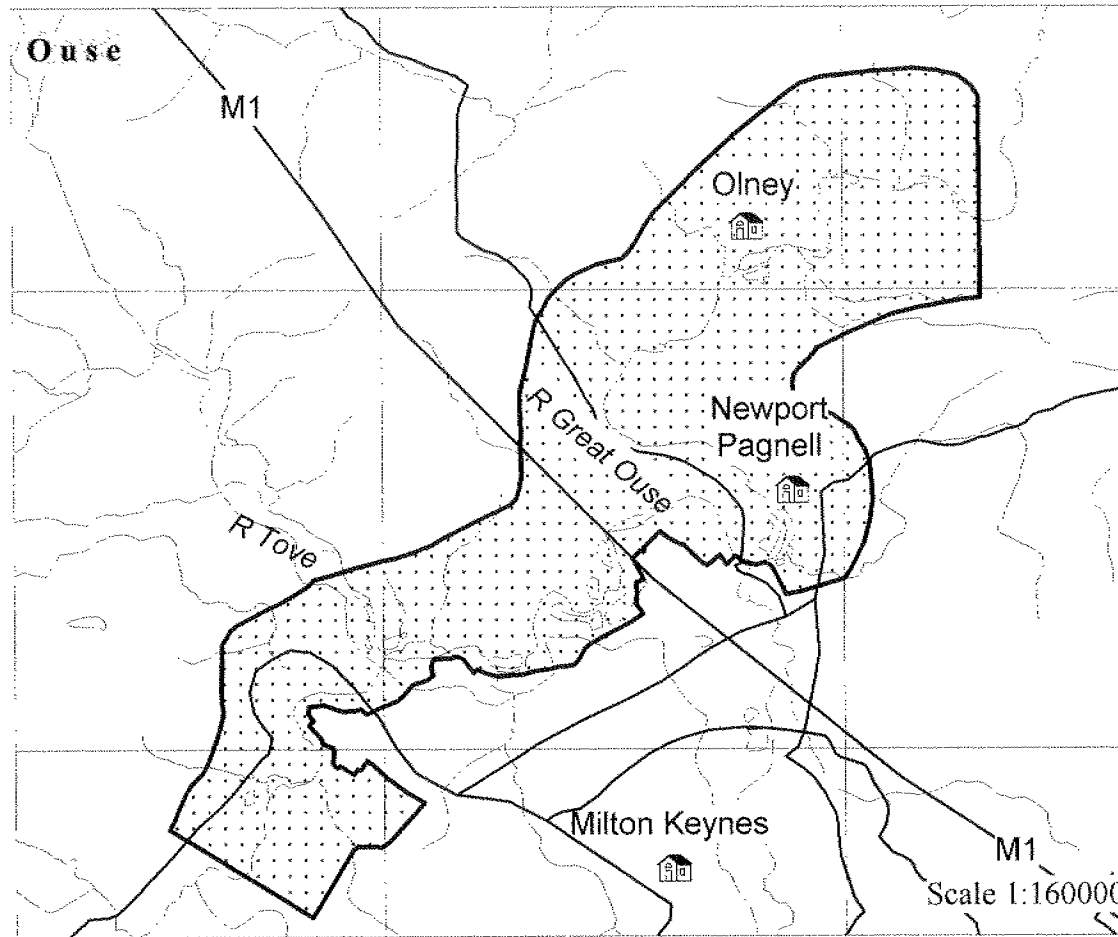 Ouse
M1
Olney
Newport
Pagnell
R Great Ouse
R Tove
Milton Keynes
M1
Scale 1:160000